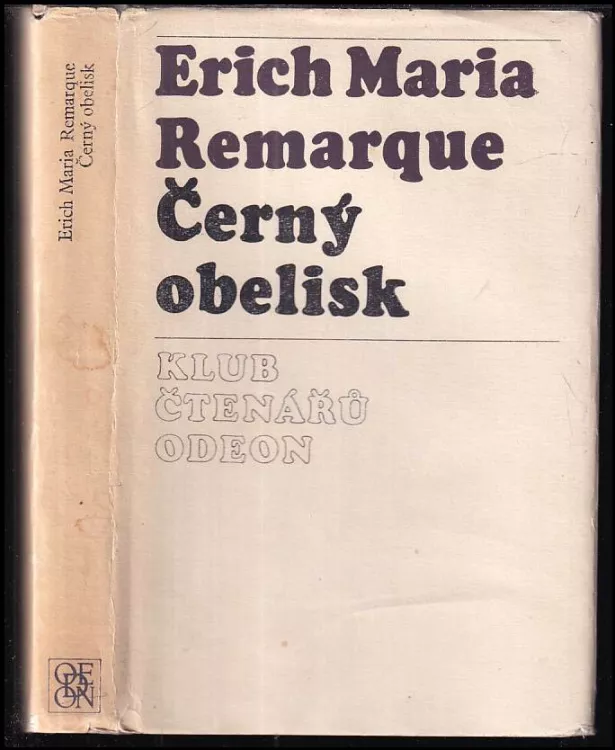 Erich Maria
Remarque
Černý
obelisk
KLUB
ČTENÁŘŮ
ODEON
Erich Maria Remarque
Černý obelisk
ODEON